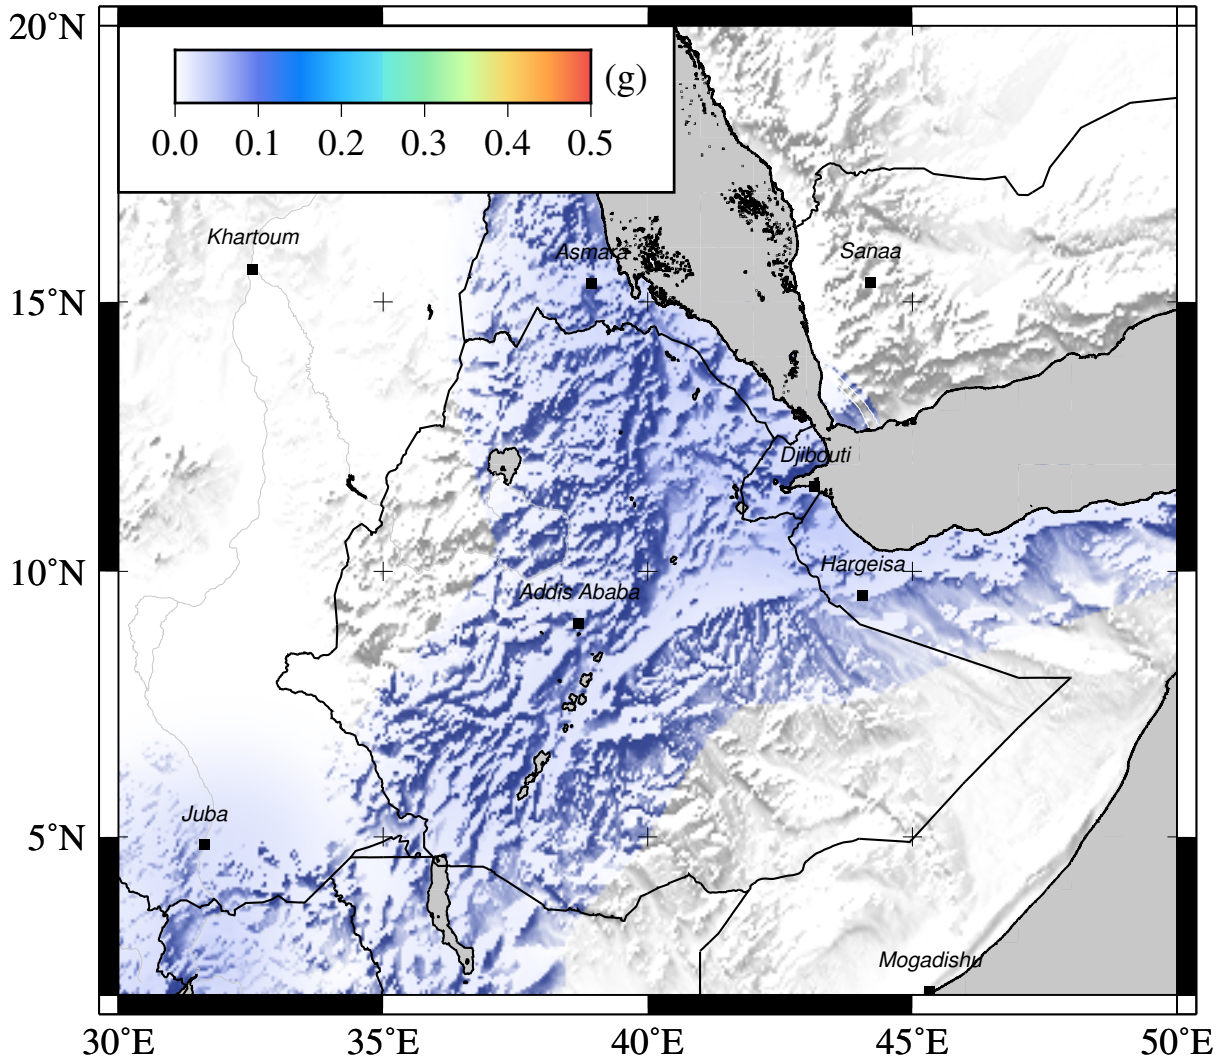 20°N
(g)
0.0 0.1 0.2 0.3 0.4 0.5
Khartoum
Asmara
Sanaa
15°N
Djibouti
Hargeisa
10°N
Addis Ababa
Juba
5°N
Mogadishu
30°E 35°E 40°E 45°E 50°E